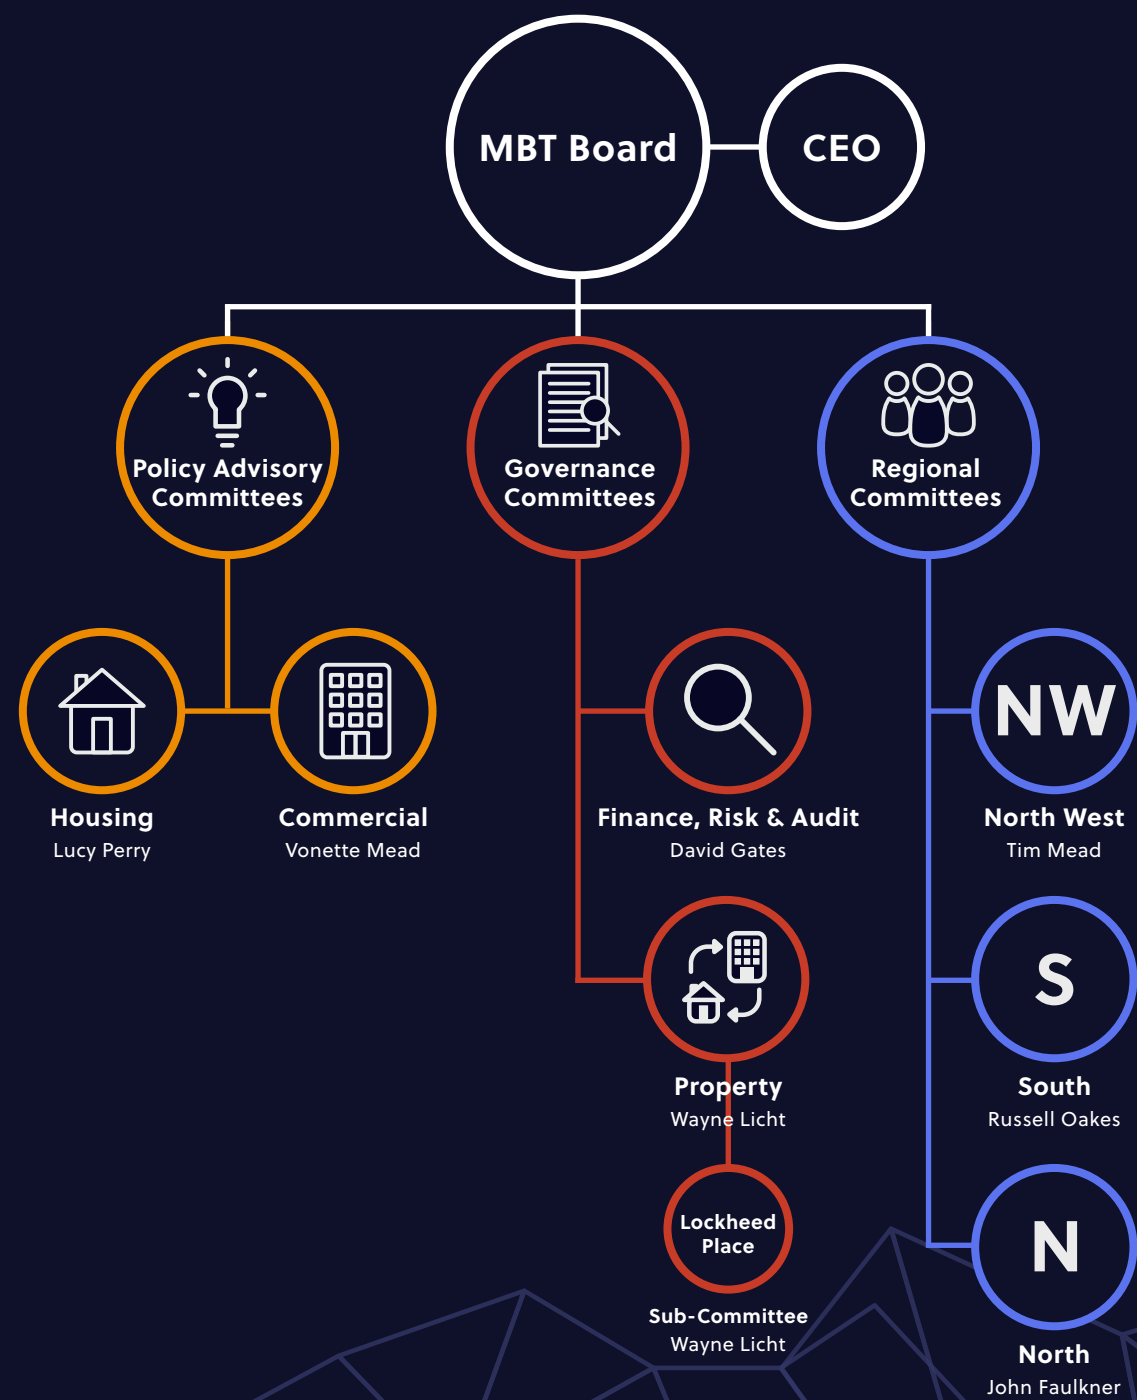 MBT Board
CEO
Policy Advisory
Committees
Governance
Committees
Regional
Committees
NW
Housing
Lucy Perry
Commercial
Vonette Mead
Finance, Risk & Audit
David Gates
North West
Tim Mead
S
Property
Wayne Licht
South
Russell Oakes
Lockheed
Place
N
Sub-Committee
Wayne Licht
North
John Faulkner